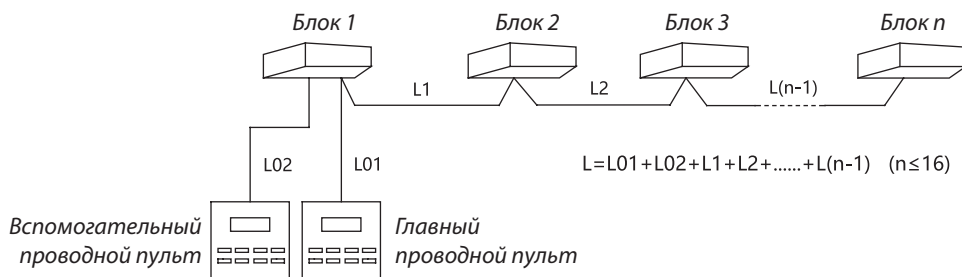 Блок 1
Блок 2
Блок 3
Блок n
L1
L2
L(n-1)
L02
L01
L=L01+L02+L1+L2+......+L(n-1) (n≤16)
Вспомогательный
проводной пульт
Главный
проводной пульт